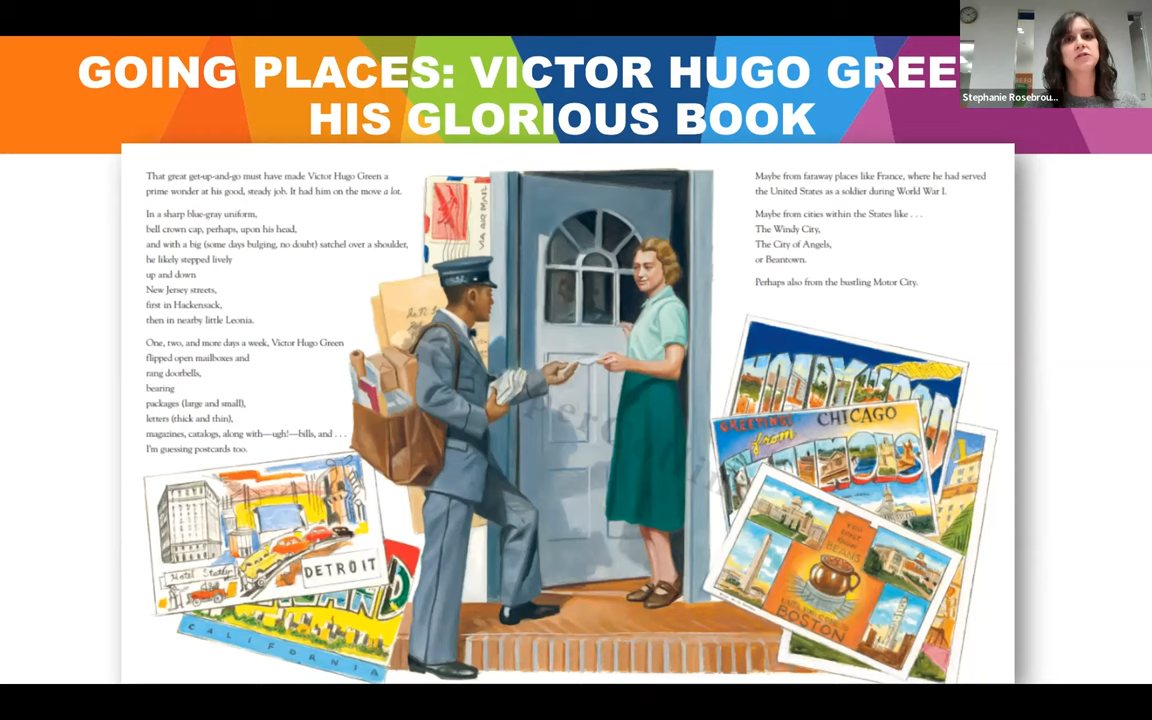 GOING PLACES: VICTOR HUGO GREE
HIS GLORIOUS BOOK
Stephanie Rosebrou...
That great get-up-and-go must have made Victor Hugo Green a
prime wonder at his good, steady job. It had him on the move a lot.
In a sharp blue-gray uniform,
bell crown cap, perhaps, upon his head,
and with a big (some days bulging, no doubt) satchel over a shoulder,
he likely stepped lively
up and down
New Jersey streets,
first in Hackensack,
then in nearby little Leonia.
One, two, and more days a week, Victor Hugo Green
flipped open mailboxes and
rang doorbells,
bearing
packages (large and small),
letters (thick and thin),
magazines, catalogs, along with—ugh!—bills, and . . .
I'm guessing postcards too.
VIA AIR MAIL
Hotel
DETROIT
CALIFORNIA
Maybe from faraway places like France, where he had served
the United States as a soldier during World War I.
Maybe from cities within the States like . . .
The Windy City,
The City of Angels,
or Beantown.
Perhaps also from the bustling Motor City.
GREETINGS
from
CHICAGO
BEANS
BOSTON